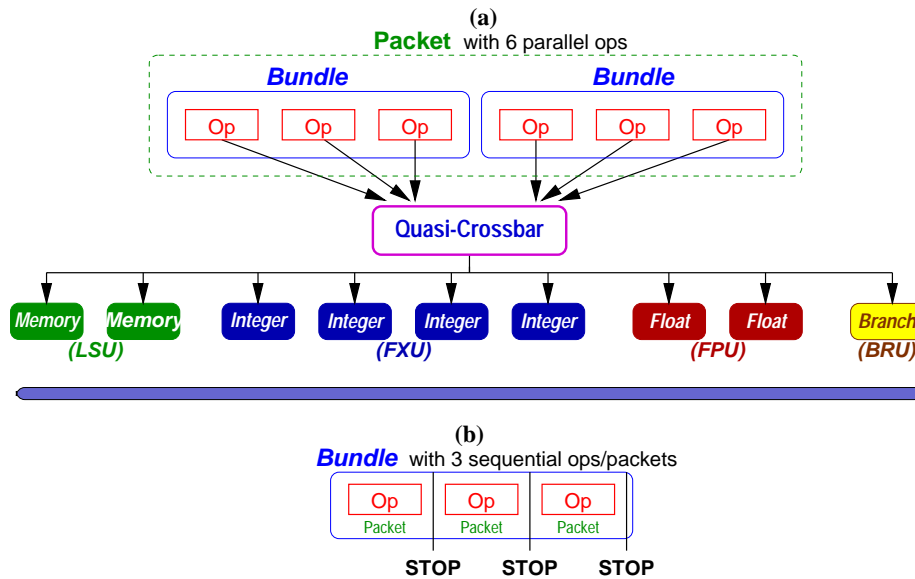 (a)
Packet with 6 parallel ops
Bundle Bundle
Op Op Op Op Op Op
Quasi-Crossbar
Memory Memory Integer Integer Integer Integer Float Float Branch
(LSU) (FXU) (FPU) (BRU)
(b)
Bundle with 3 sequential ops/packets
Op Op Op
Packet Packet Packet
STOP STOP STOP